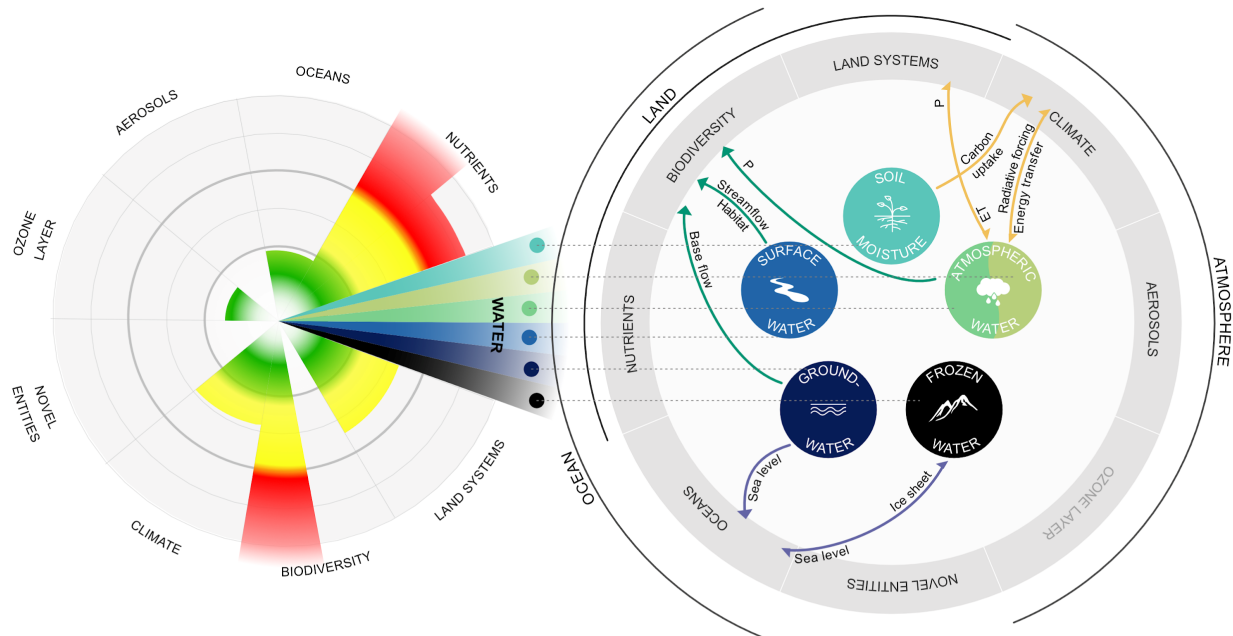 OCEANS
AEROSOLS
NUTRIENTS
OZONE
LAYER
WATER
NOVEL
ENTITIES
LAND SYSTEMS
CLIMATE
BIODIVERSITY
LAND
OCEAN
ATMOSPHERE
LAND SYSTEMS
BIODIVERSITY
CLIMATE
NUTRIENTS
AEROSOLS
OCEANS
OZONE LAYER
NOVEL ENTITIES
P
Carbon
uptake
Radiative forcing
Energy transfer
ET
P
Streamflow
Habitat
Base flow
SOIL
MOISTURE
SURFACE
WATER
ATMOSPHERIC
WATER
GROUND-
WATER
FROZEN
WATER
Sea level
Ice sheet
Sea level